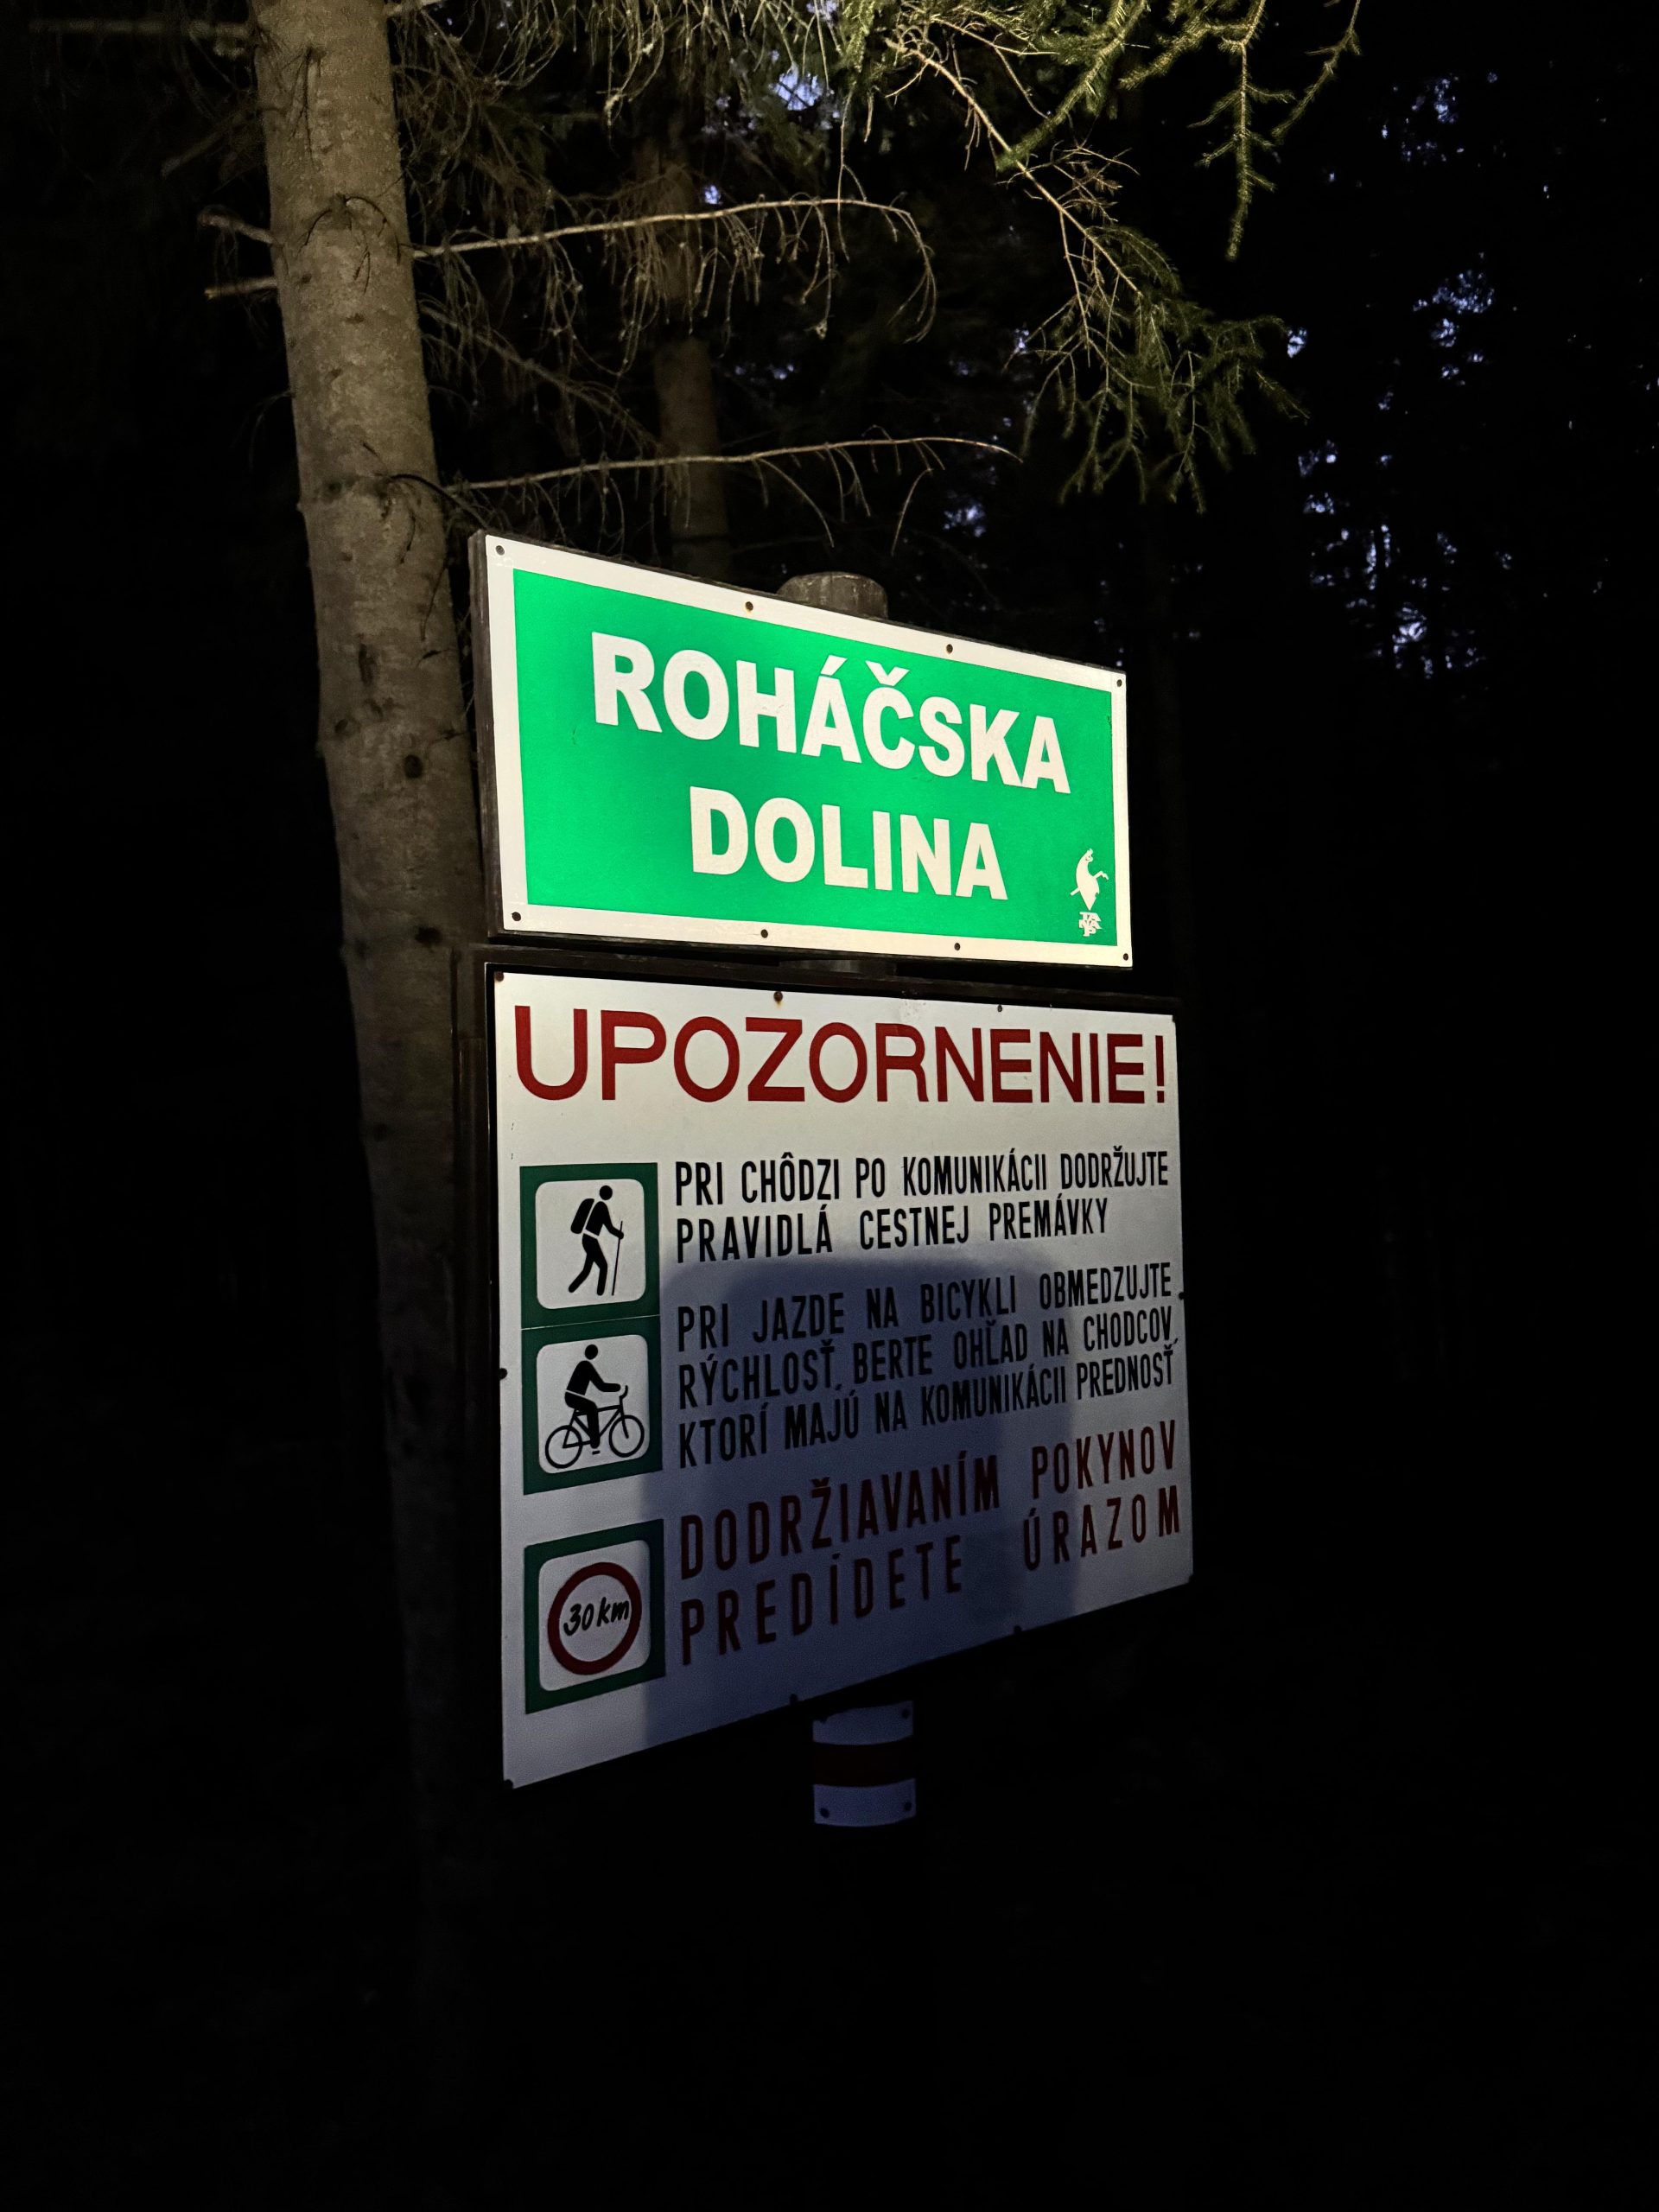 ROHÁČSKA
DOLINA
TANAP
UPOZORNENIE!
PRI CHÔDZI PO KOMUNIKÁCII DODRŽUJTE
PRAVIDLÁ CESTNEJ PREMÁVKY
PRI JAZDE NA BICYKLI OBMEDZUJTE
RÝCHLOSŤ, BERTE OHĽAD NA CHODCOV,
KTORÍ MAJÚ NA KOMUNIKÁCII PREDNOSŤ
30 km
DODRŽIAVANÍM POKYNOV
PREDÍDETE ÚRAZOM